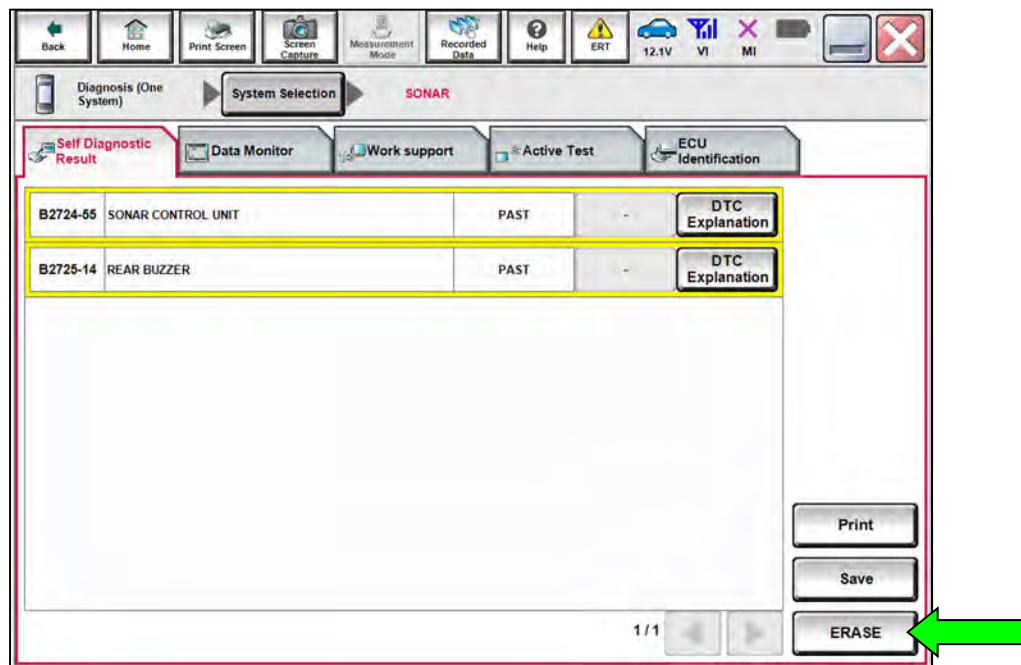 Back
Home
Print Screen
Screen
Capture
Measurement
Mode
Recorded
Data
Help
ERT
12.1V
VI
MI
Diagnosis (One
System)
System Selection
SONAR
Self Diagnostic
Result
Data Monitor
Work support
Active Test
ECU
Identification
B2724-55 SONAR CONTROL UNIT PAST - DTC
Explanation
B2725-14 REAR BUZZER PAST - DTC
Explanation
Print
Save
1/1
ERASE